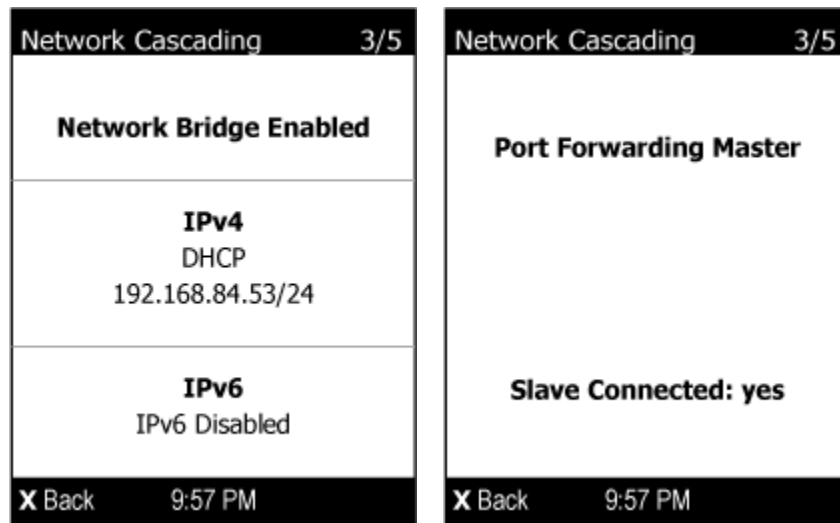 Network Cascading 3/5
Network Bridge Enabled
IPv4
DHCP
192.168.84.53/24
IPv6
IPv6 Disabled
X Back 9:57 PM
Network Cascading 3/5
Port Forwarding Master
Slave Connected: yes
X Back 9:57 PM